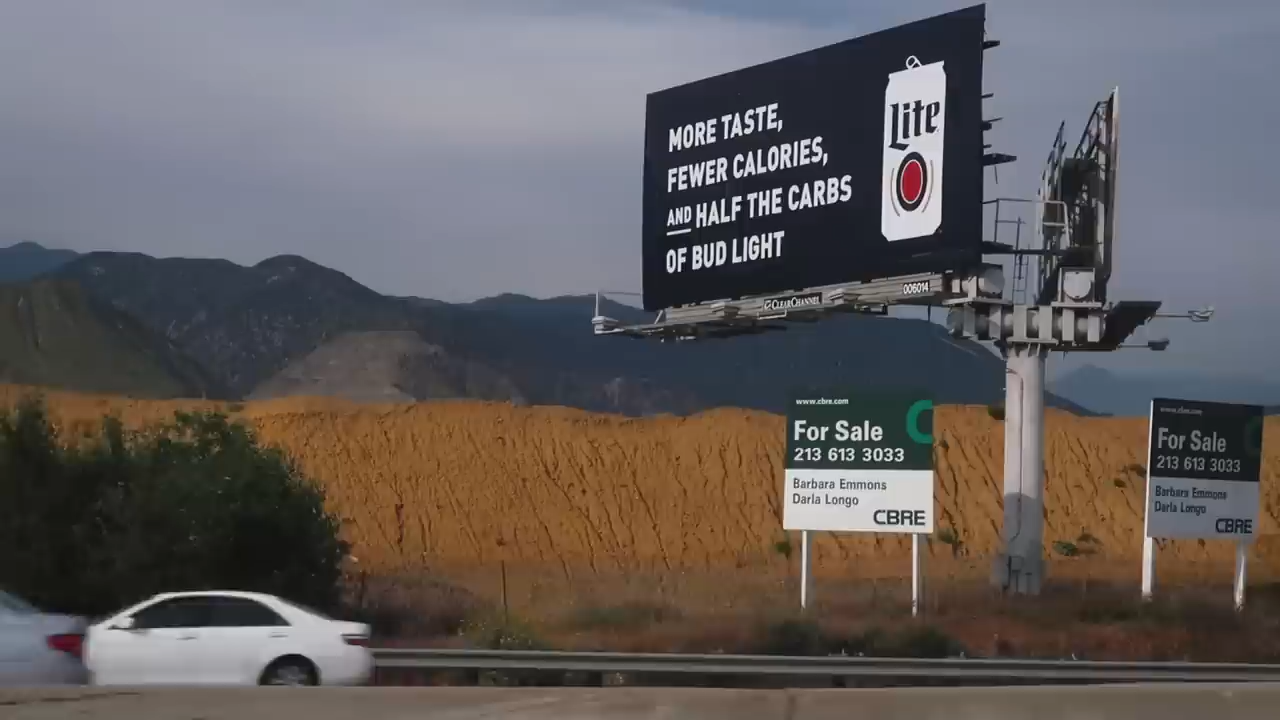 MORE TASTE,
FEWER CALORIES,
AND HALF THE CARBS
OF BUD LIGHT
Lite
CLEARCHANNEL
006014
www.cbre.com
For Sale
213 613 3033
Barbara Emmons
Darla Longo
CBRE
www.cbre.com
For Sale
213 613 3033
Barbara Emmons
Darla Longo
CBRE